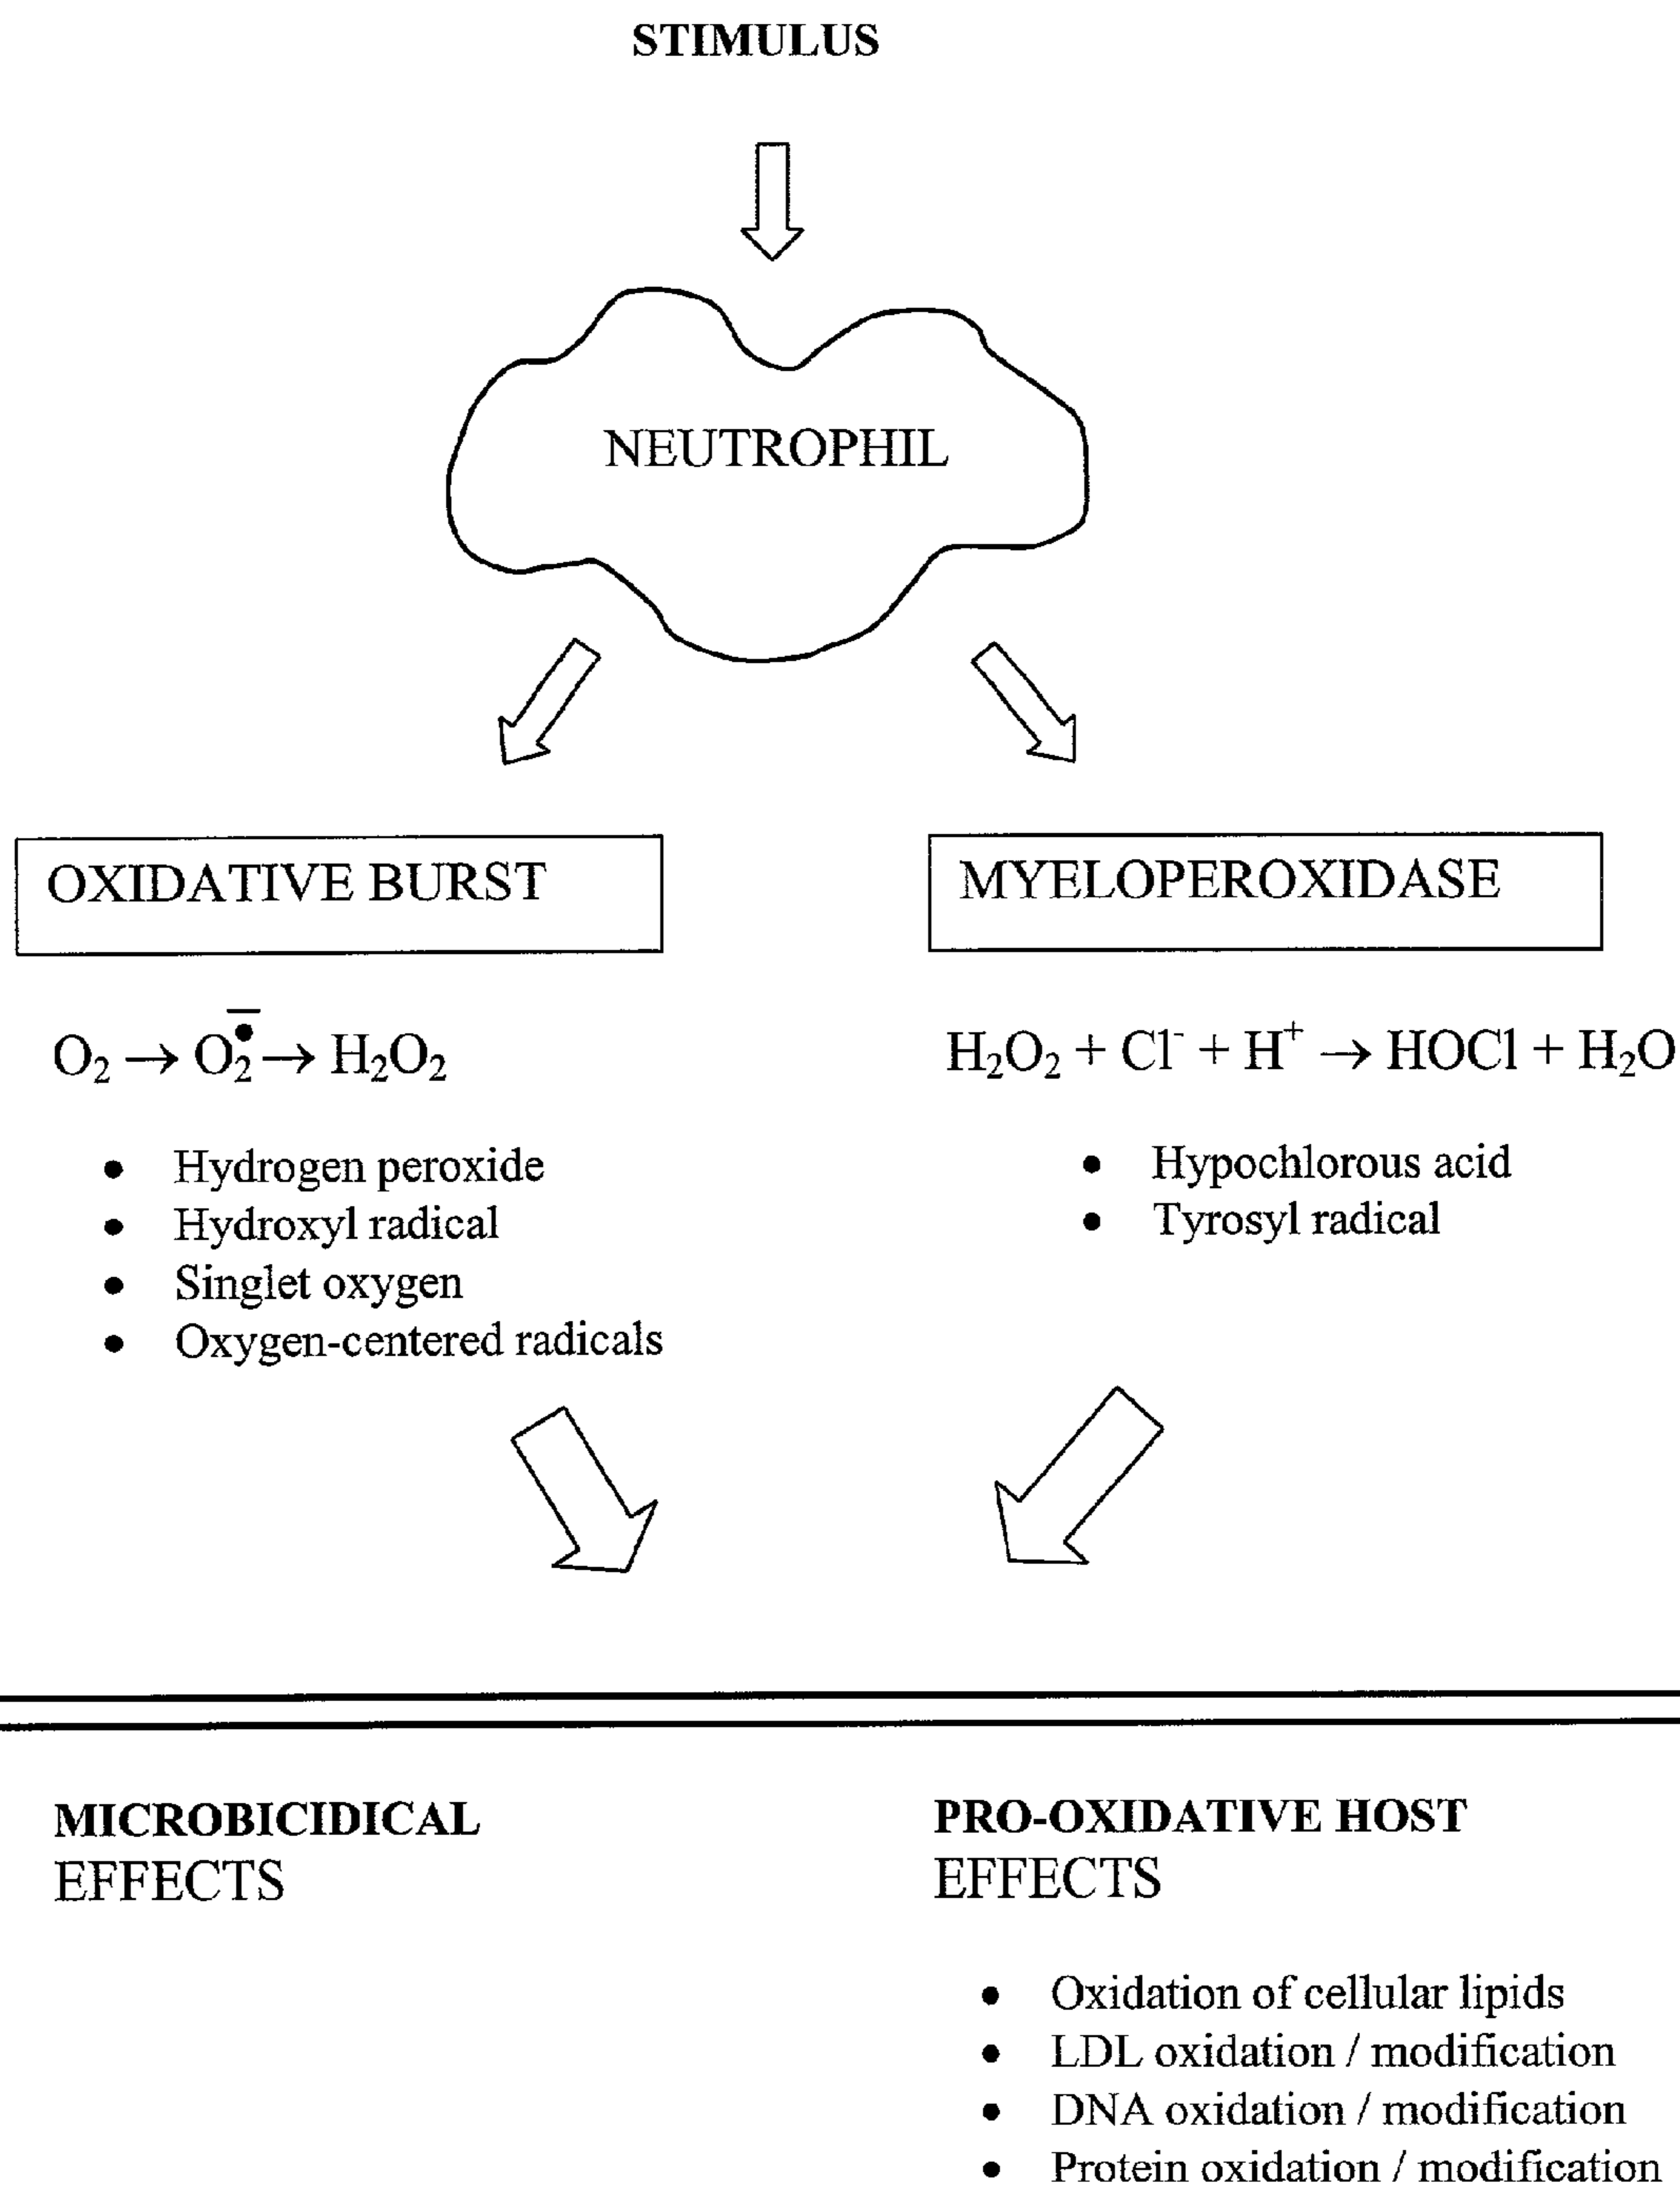 STIMULUS
NEUTROPHIL
OXIDATIVE BURST
O₂ → O₂•̅ → H₂O₂
• Hydrogen peroxide
• Hydroxyl radical
• Singlet oxygen
• Oxygen-centered radicals
MYELOPEROXIDASE
H₂O₂ + Cl⁻ + H⁺ → HOCl + H₂O
• Hypochlorous acid
• Tyrosyl radical
MICROBICIDICAL
EFFECTS
PRO-OXIDATIVE HOST
EFFECTS
• Oxidation of cellular lipids
• LDL oxidation / modification
• DNA oxidation / modification
• Protein oxidation / modification